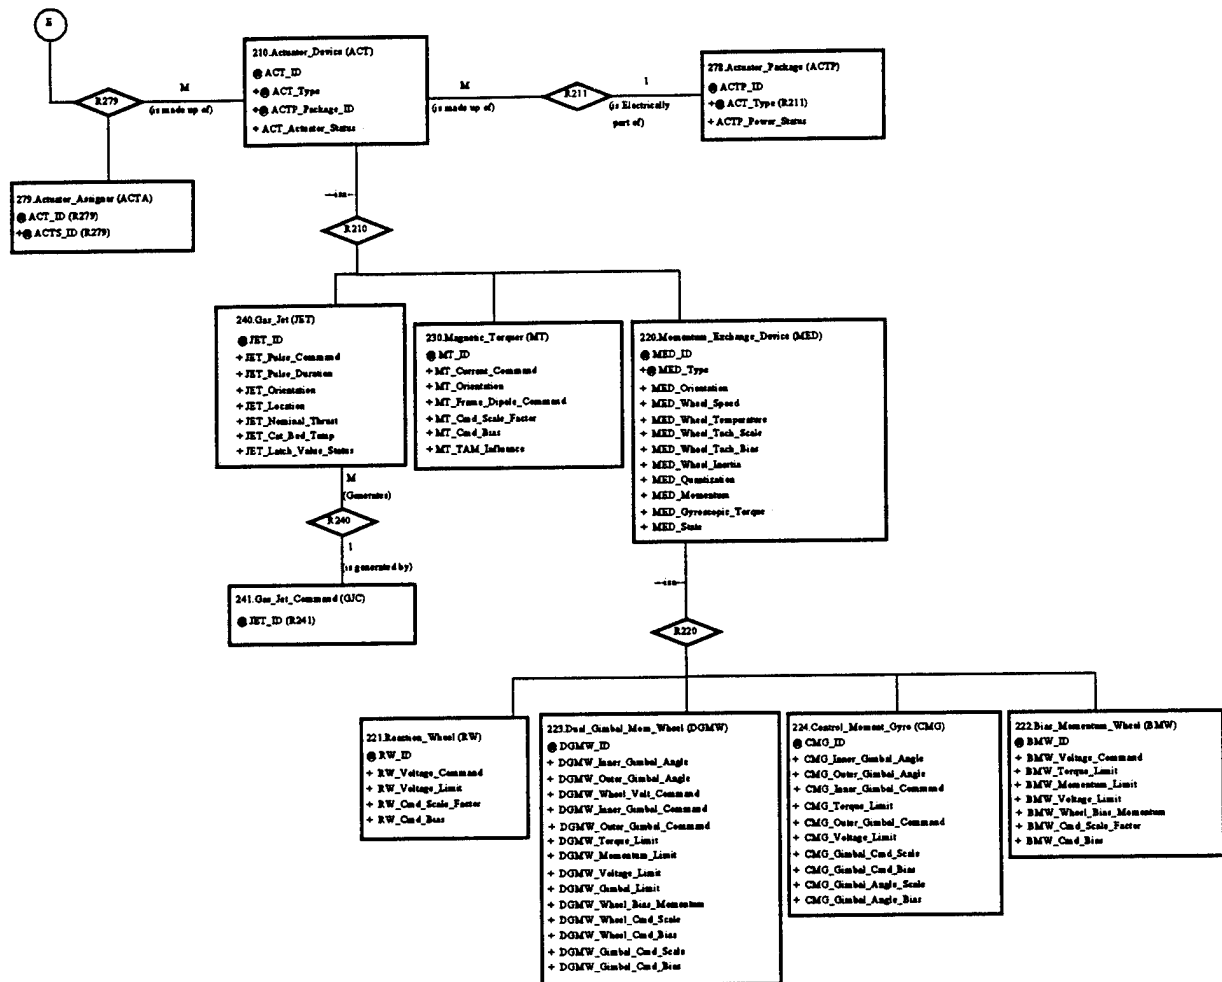 E
210.Actuator_Device (ACT)
@ ACT_ID
+@ ACT_Type
+@ ACTP_Package_ID
+ ACT_Actuator_Status
278.Actuator_Package (ACTP)
@ ACTP_ID
+@ ACT_Type (R211)
+ ACTP_Power_Status
R279
M
(is made up of)
M
(is made up of)
R211
1
(is Electrically
part of)
279.Actuator_Assigner (ACTA)
@ ACT_ID (R279)
+@ ACTS_ID (R279)
—isa—
R210
240.Gas_Jet (JET)
@ JET_ID
+ JET_Pulse_Command
+ JET_Pulse_Duration
+ JET_Orientation
+ JET_Location
+ JET_Nominal_Thrust
+ JET_Cat_Bed_Temp
+ JET_Latch_Valve_Status
230.Magnetic_Torquer (MT)
@ MT_ID
+ MT_Current_Command
+ MT_Orientation
+ MT_Frame_Dipole_Command
+ MT_Cmd_Scale_Factor
+ MT_Cmd_Bias
+ MT_TAM_Influence
220.Momentum_Exchange_Device (MED)
@ MED_ID
+@ MED_Type
+ MED_Orientation
+ MED_Wheel_Speed
+ MED_Wheel_Temperature
+ MED_Wheel_Tach_Scale
+ MED_Wheel_Tach_Bias
+ MED_Wheel_Inertia
+ MED_Quantization
+ MED_Momentum
+ MED_Gyroscopic_Torque
+ MED_State
M
(Generates)
R240
1
(is generated by)
241.Gas_Jet_Command (GJC)
@ JET_ID (R241)
—isa—
R220
221.Reaction_Wheel (RW)
@ RW_ID
+ RW_Voltage_Command
+ RW_Voltage_Limit
+ RW_Cmd_Scale_Factor
+ RW_Cmd_Bias
223.Dual_Gimbal_Mom_Wheel (DGMW)
@ DGMW_ID
+ DGMW_Inner_Gimbal_Angle
+ DGMW_Outer_Gimbal_Angle
+ DGMW_Wheel_Volt_Command
+ DGMW_Inner_Gimbal_Command
+ DGMW_Outer_Gimbal_Command
+ DGMW_Torque_Limit
+ DGMW_Momentum_Limit
+ DGMW_Voltage_Limit
+ DGMW_Gimbal_Limit
+ DGMW_Wheel_Bias_Momentum
+ DGMW_Wheel_Cmd_Scale
+ DGMW_Wheel_Cmd_Bias
+ DGMW_Gimbal_Cmd_Scale
+ DGMW_Gimbal_Cmd_Bias
224.Control_Moment_Gyro (CMG)
@ CMG_ID
+ CMG_Inner_Gimbal_Angle
+ CMG_Outer_Gimbal_Angle
+ CMG_Inner_Gimbal_Command
+ CMG_Torque_Limit
+ CMG_Outer_Gimbal_Command
+ CMG_Voltage_Limit
+ CMG_Gimbal_Cmd_Scale
+ CMG_Gimbal_Cmd_Bias
+ CMG_Gimbal_Angle_Scale
+ CMG_Gimbal_Angle_Bias
222.Bias_Momentum_Wheel (BMW)
@ BMW_ID
+ BMW_Voltage_Command
+ BMW_Torque_Limit
+ BMW_Momentum_Limit
+ BMW_Voltage_Limit
+ BMW_Wheel_Bias_Momentum
+ BMW_Cmd_Scale_Factor
+ BMW_Cmd_Bias